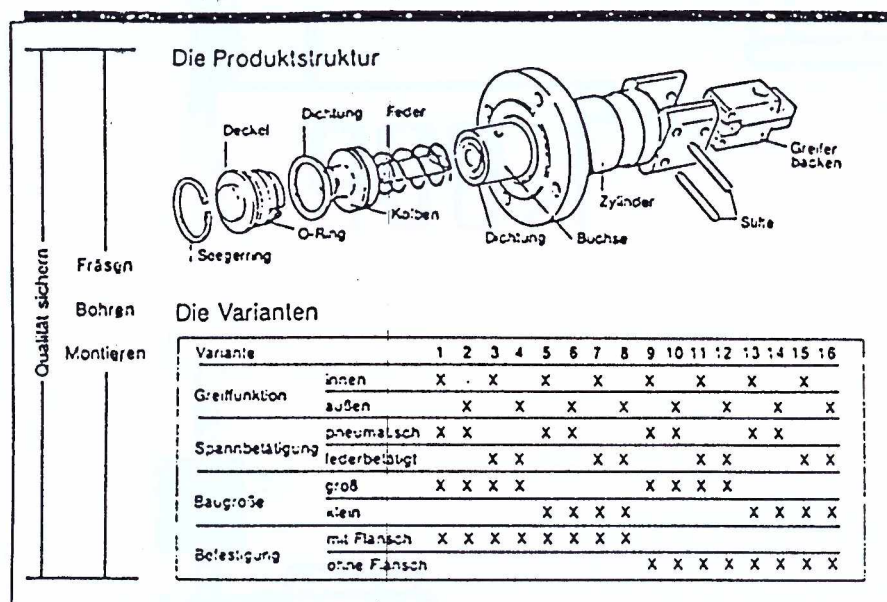 Die Produktstruktur
Dichtung
Feder
Deckel
Greifer
backen
Zylinder
Kolben
Stifte
O-Ring
Dichtung
Buchse
Seegerring
Qualität sichern
Fräsen
Bohren
Montieren
Die Varianten
Variante 1 2 3 4 5 6 7 8 9 10 11 12 13 14 15 16
Greiffunktion
innen X X X X X X X X
außen X X X X X X X X
Spannbetätigung
pneumatisch X X X X X X X X
federbetätigt X X X X X X X X
Baugröße
groß X X X X X X X X
klein X X X X X X X X
Befestigung
mit Flansch X X X X X X X X
ohne Flansch X X X X X X X X